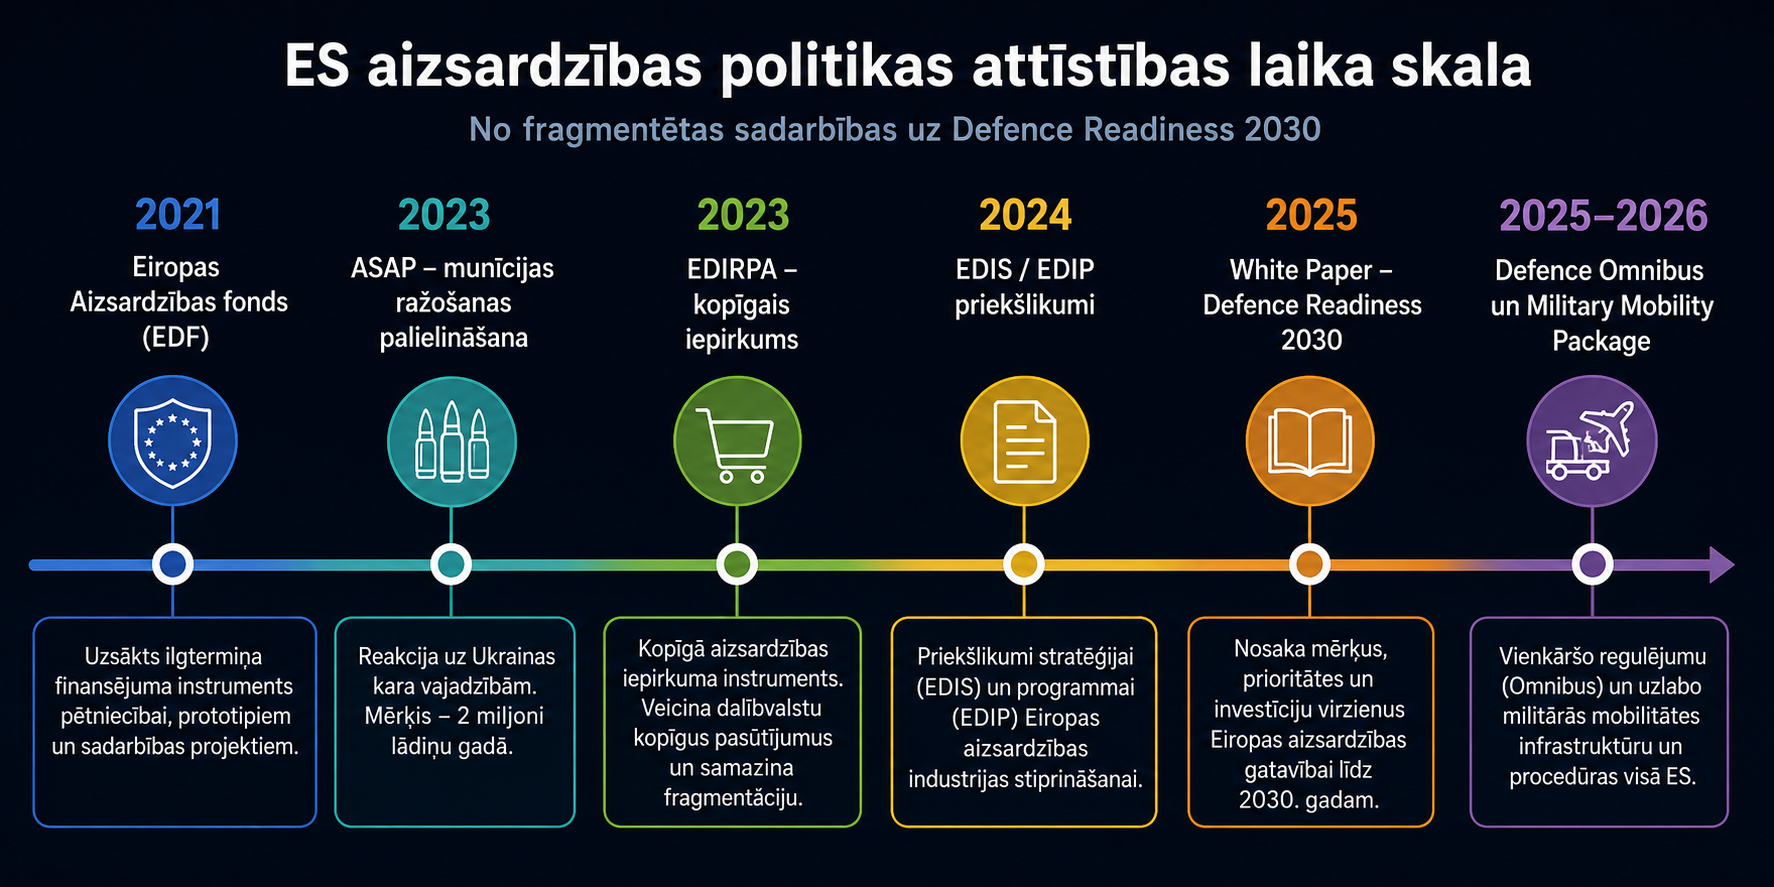 ES aizsardzības politikas attīstības laika skala
No fragmentētas sadarbības uz Defence Readiness 2030
2021
Eiropas
Aizsardzības fonds
(EDF)
Uzsākts ilgtermiņa
finansējuma instruments
pētniecībai, prototipiem
un sadarbības projektiem.
2023
ASAP – munīcijas
ražošanas
palielināšana
Reakcija uz Ukrainas
kara vajadzībām.
Mērķis – 2 miljoni
lādiņu gadā.
2023
EDIRPA –
kopīgais
iepirkums
Kopīgā aizsardzības
iepirkuma instruments.
Veicina dalībvalstu
kopīgus pasūtījumus
un samazina
fragmentāciju.
2024
EDIS / EDIP
priekšlikumi
Priekšlikumi stratēģijai
(EDIS) un programmai
(EDIP) Eiropas
aizsardzības
industrijas stiprināšanai.
2025
White Paper –
Defence Readiness
2030
Nosaka mērķus,
prioritātes un
investīciju virzienus
Eiropas aizsardzības
gatavībai līdz
2030. gadam.
2025–2026
Defence Omnibus
un Military Mobility
Package
Vienkāršo regulējumu
(Omnibus) un uzlabo
militārās mobilitātes
infrastruktūru un
procedūras visā ES.